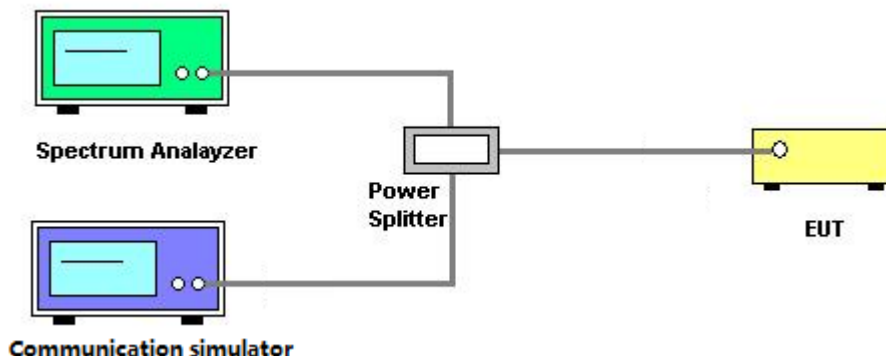 Spectrum Analayzer
Power
Splitter
EUT
Communication simulator